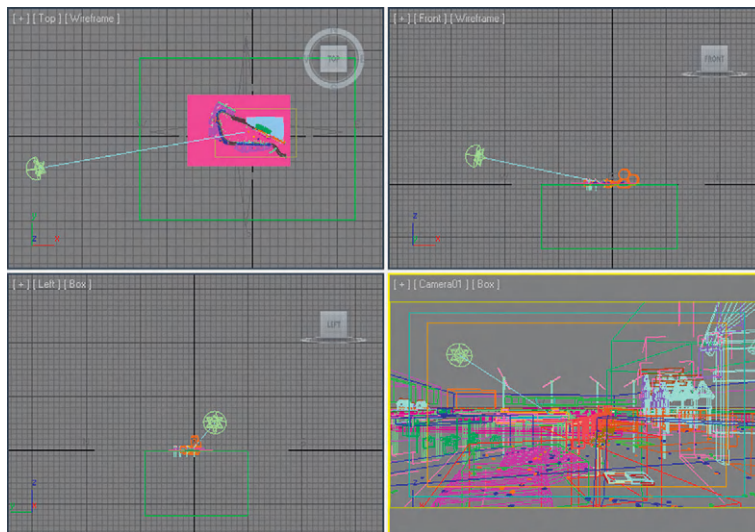 [ + ] [ Top ] [ Wireframe ]
TOP
[ + ] [ Front ] [ Wireframe ]
FRONT
z
x
z
x
[ + ] [ Left ] [ Box ]
LEFT
[ + ] [ Camera01 ] [ Box ]
z
z